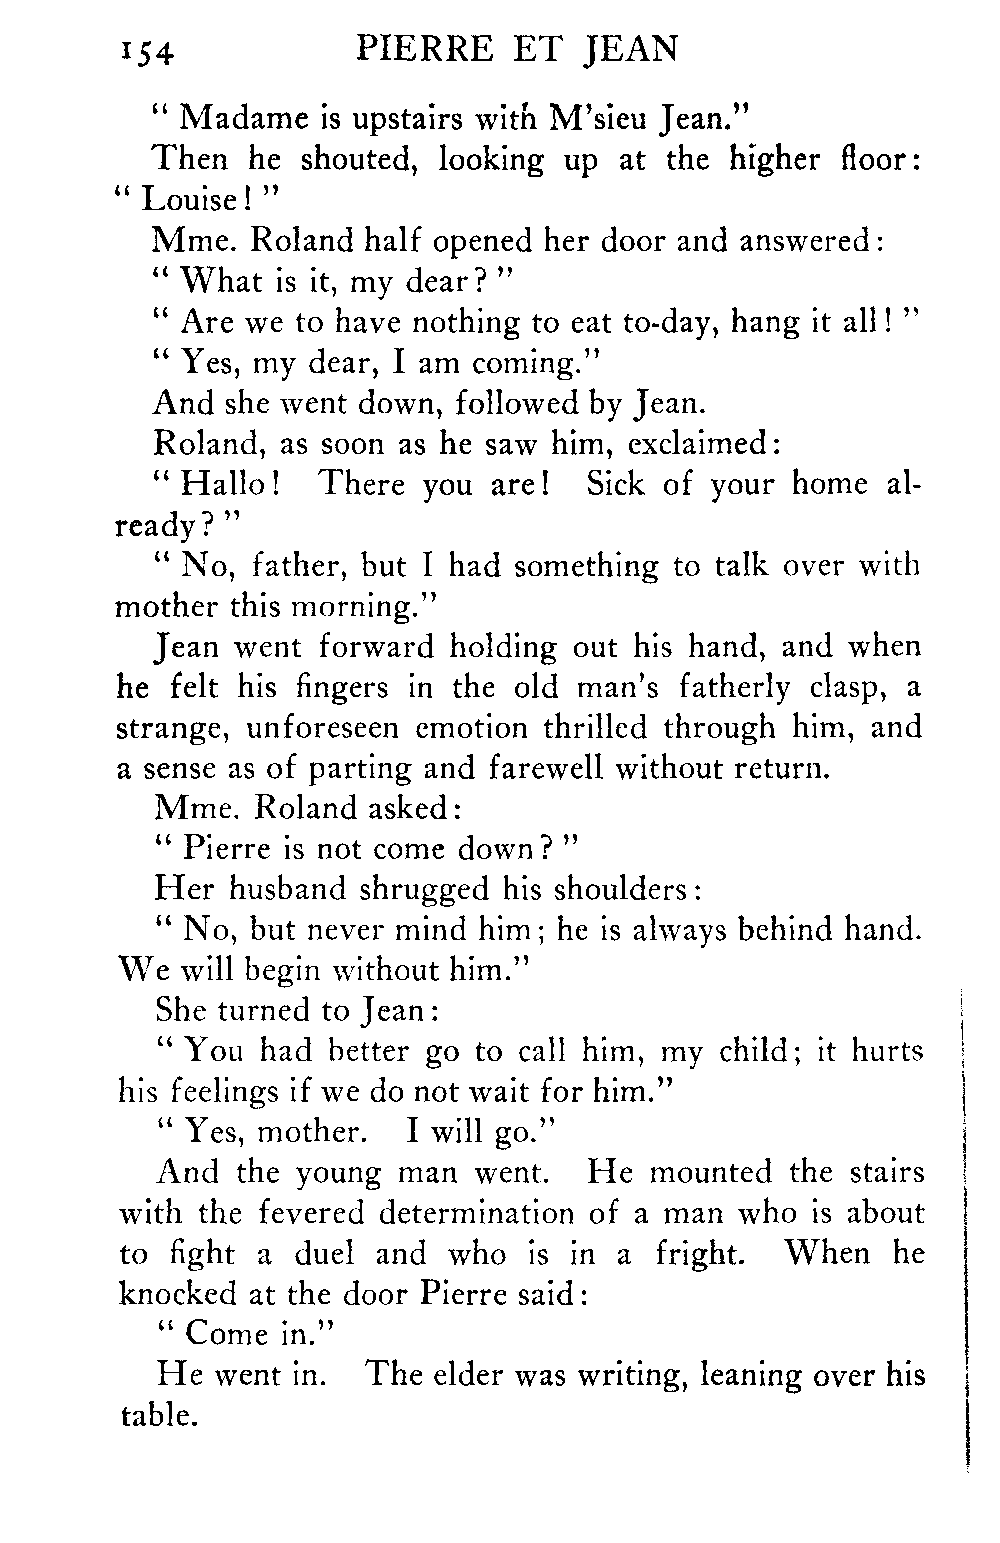 154 PIERRE ET JEAN
“ Madame is upstairs with M’sieu Jean.”
Then he shouted, looking up at the higher floor:
“ Louise ! ”
Mme. Roland half opened her door and answered :
“ What is it, my dear ? ”
“ Are we to have nothing to eat to-day, hang it all ! ”
“ Yes, my dear, I am coming.”
And she went down, followed by Jean.
Roland, as soon as he saw him, exclaimed :
“ Hallo ! There you are ! Sick of your home al-
ready ? ”
“ No, father, but I had something to talk over with
mother this morning.”
Jean went forward holding out his hand, and when
he felt his fingers in the old man’s fatherly clasp, a
strange, unforeseen emotion thrilled through him, and
a sense as of parting and farewell without return.
Mme. Roland asked :
“ Pierre is not come down ? ”
Her husband shrugged his shoulders :
“ No, but never mind him ; he is always behind hand.
We will begin without him.”
She turned to Jean :
“ You had better go to call him, my child ; it hurts
his feelings if we do not wait for him.”
“ Yes, mother. I will go.”
And the young man went. He mounted the stairs
with the fevered determination of a man who is about
to fight a duel and who is in a fright. When he
knocked at the door Pierre said :
“ Come in.”
He went in. The elder was writing, leaning over his
table.